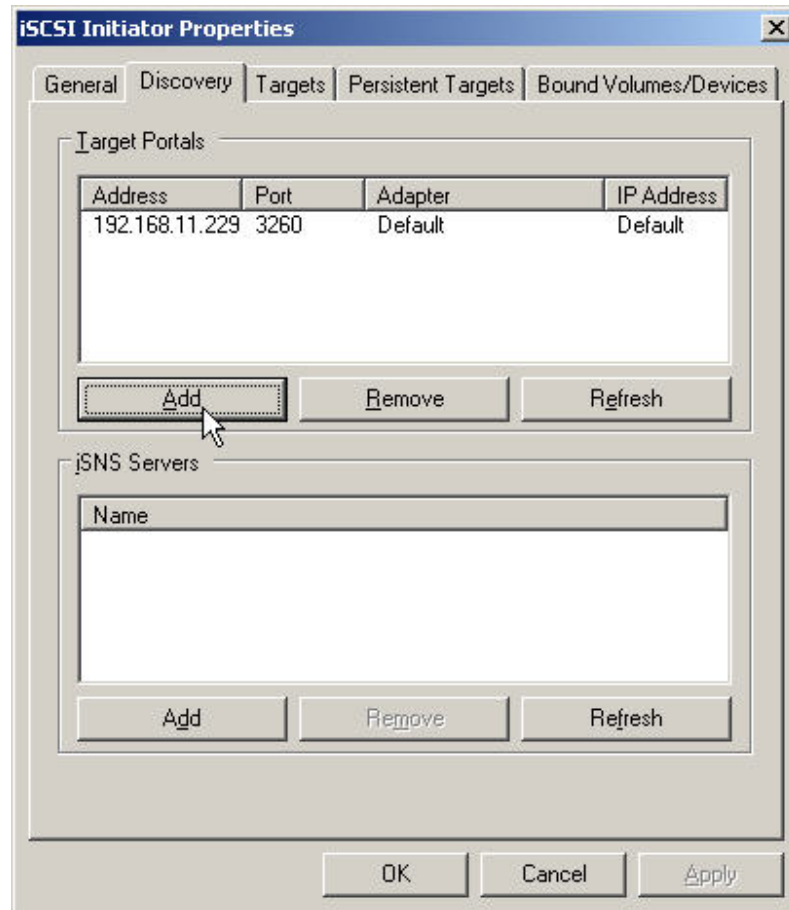 iSCSI Initiator Properties
General Discovery Targets Persistent Targets Bound Volumes/Devices
Target Portals
Address Port Adapter IP Address
192.168.11.229 3260 Default Default
Add Remove Refresh
iSNS Servers
Name
Add Remove Refresh
OK Cancel Apply